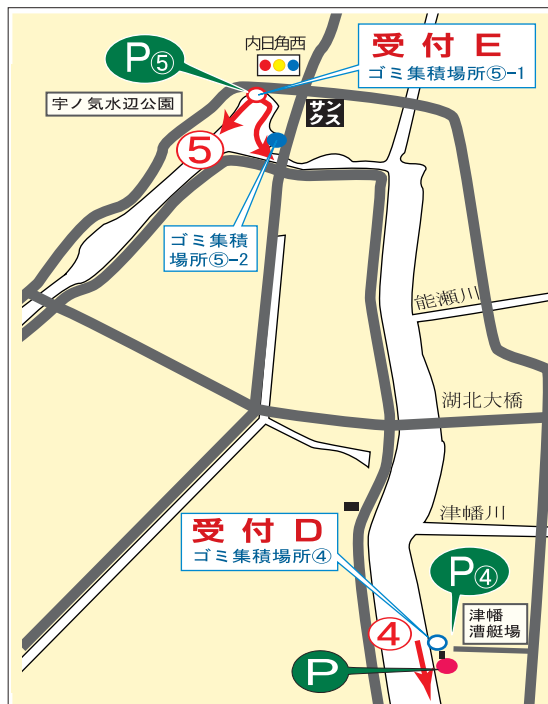 内日角西
受付E
ゴミ集積場所⑤-1
P⑤
宇ノ気水辺公園
サン
クス
⑤
ゴミ集積
場所⑤-2
能瀬川
湖北大橋
津幡川
受付D
ゴミ集積場所④
P④
津幡
漕艇場
④
P